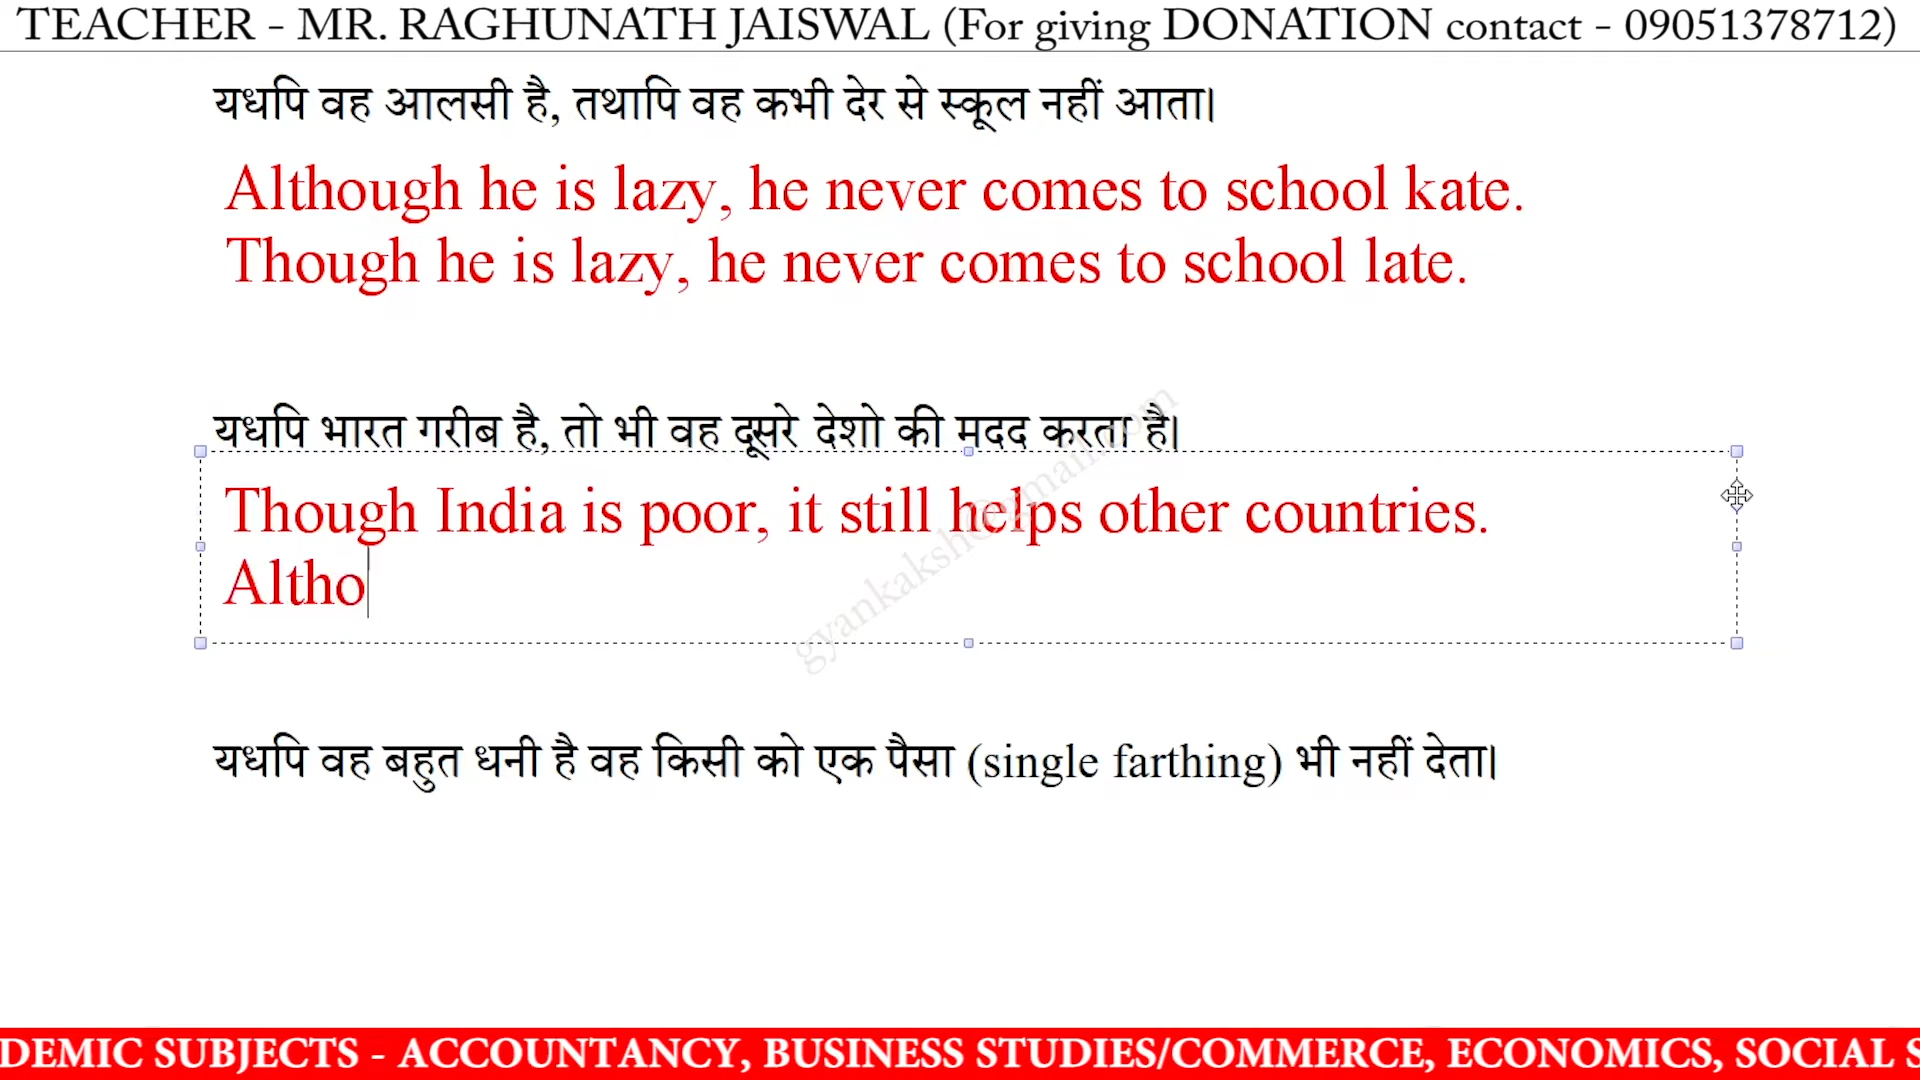 TEACHER - MR. RAGHUNATH JAISWAL (For giving DONATION contact - 09051378712)
यधपि वह आलसी है, तथापि वह कभी देर से स्कूल नहीं आता।
Although he is lazy, he never comes to school kate.
Though he is lazy, he never comes to school late.
यधपि भारत गरीब है, तो भी वह दूसरे देशो की मदद करता है।
Though India is poor, it still helps other countries.
Altho
gyankaksh@gmail.com
यधपि वह बहुत धनी है वह किसी को एक पैसा (single farthing) भी नहीं देता।
DEMIC SUBJECTS - ACCOUNTANCY, BUSINESS STUDIES/COMMERCE, ECONOMICS, SOCIAL S